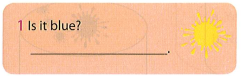 1 Is it blue?
.